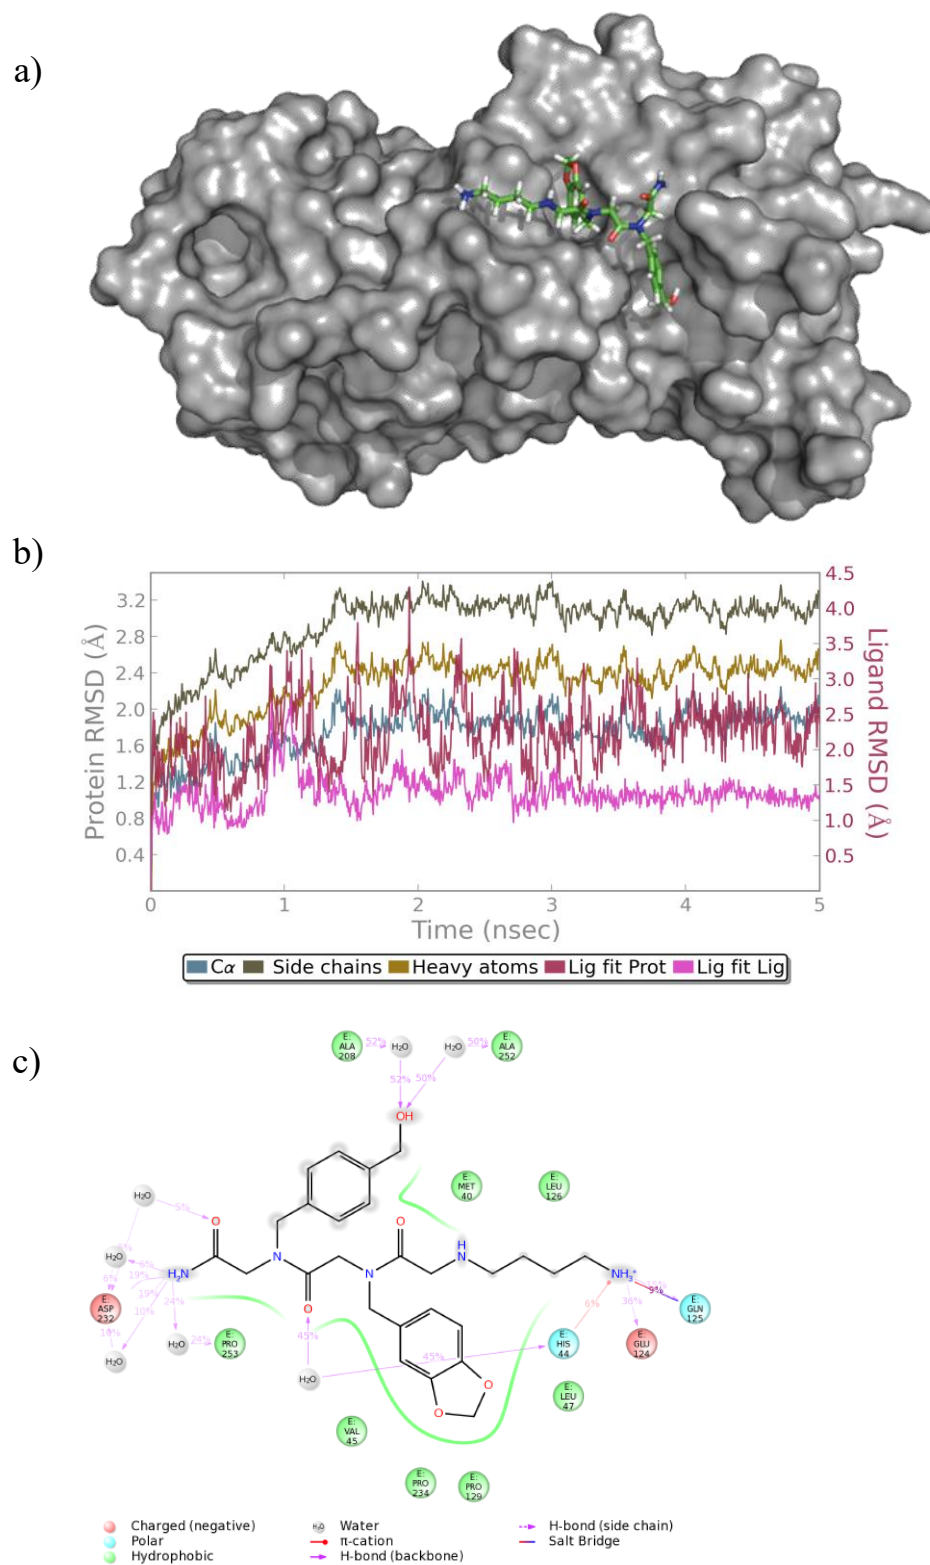 a)
b)
Protein RMSD (Å)
Ligand RMSD (Å)
3.2
2.8
2.4
2.0
1.6
1.2
0.8
0.4
4.5
4.0
3.5
3.0
2.5
2.0
1.5
1.0
0.5
0 1 2 3 4 5
Time (nsec)
Cα Side chains Heavy atoms Lig fit Prot Lig fit Lig
c)
E: ALA 208
52%
H₂O
H₂O
50%
E: ALA 252
52%
50%
OH
E: MET 40
E: LEU 126
H₂O
5%
O
O
H
N
H₂O
6%
19%
H₂N
N
N
NH₃⁺
9%
E: GLN 125
6%
19%
10%
24%
E: ASP 232
O
6%
36%
10%
H₂O
H₂O
24%
E: PRO 253
45%
45%
E: HIS 44
E: GLU 124
H₂O
O
O
E: LEU 47
E: VAL 45
E: PRO 234
E: PRO 129
Charged (negative)
Polar
Hydrophobic
H₂O Water
π-cation
H-bond (backbone)
H-bond (side chain)
Salt Bridge